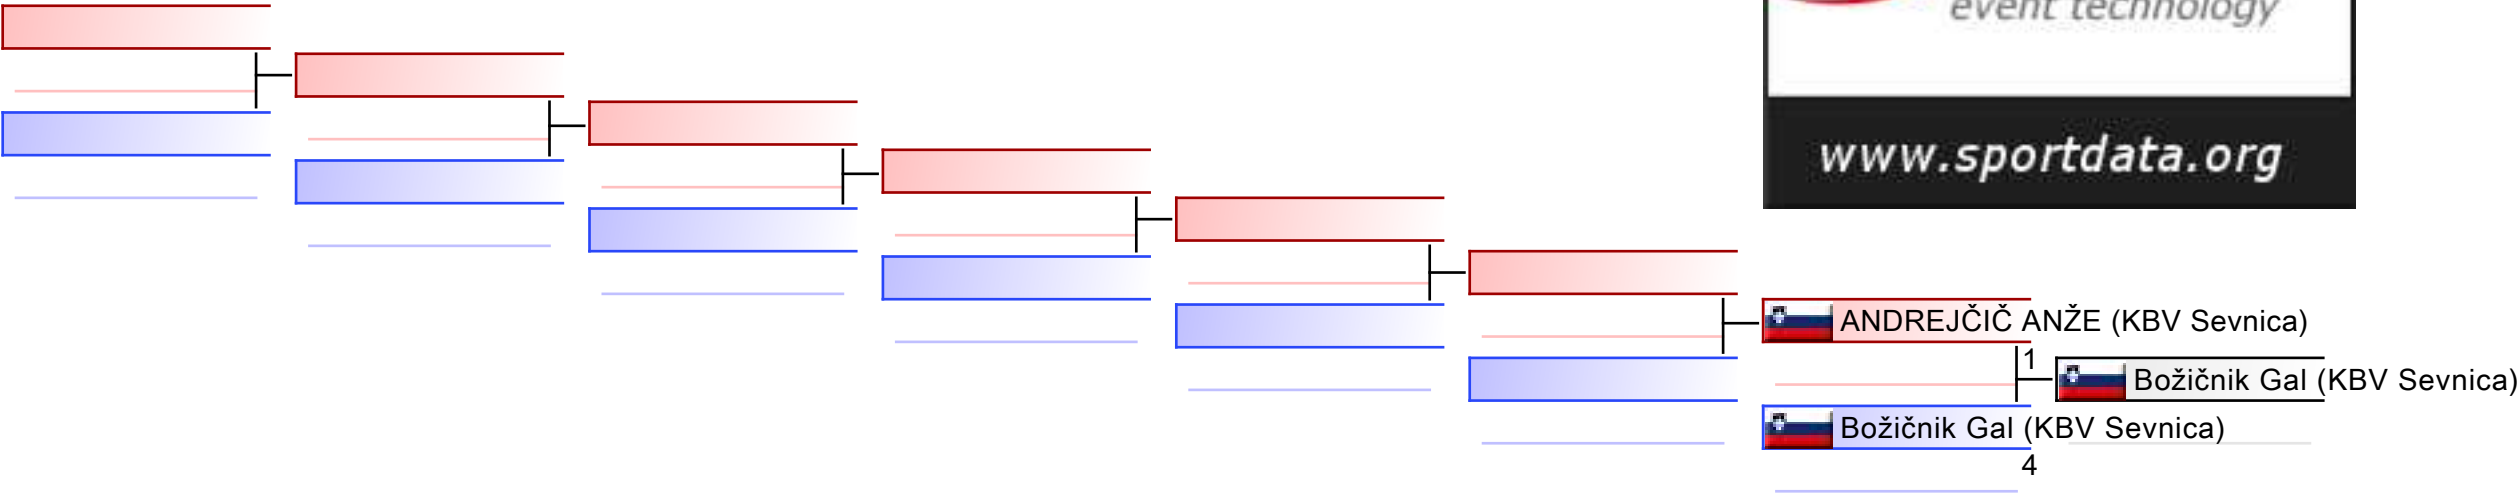 event technology
www.sportdata.org
ANDREJČIČ ANŽE (KBV Sevnica)
1
Božičnik Gal (KBV Sevnica)
Božičnik Gal (KBV Sevnica)
4